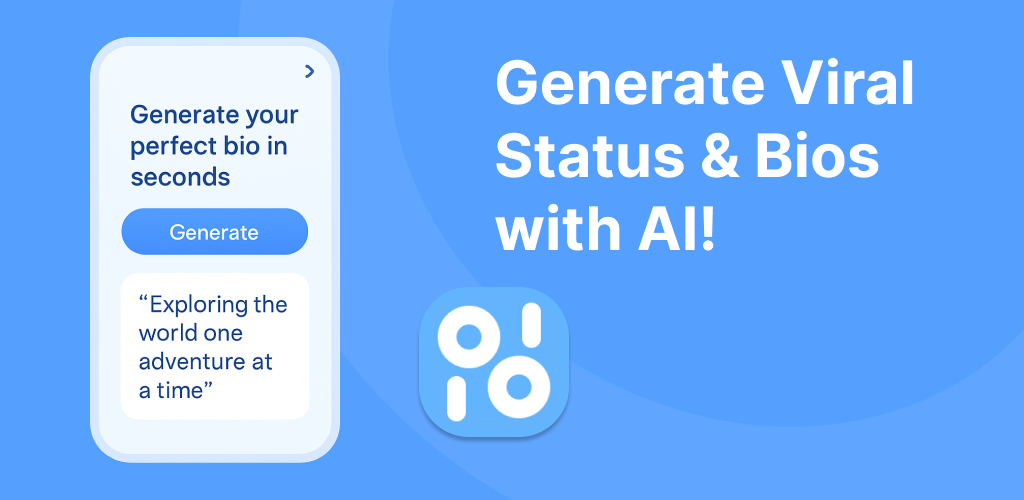 Generate your
perfect bio in
seconds
Generate
“Exploring the
world one
adventure at
a time”
Generate Viral
Status & Bios
with AI!